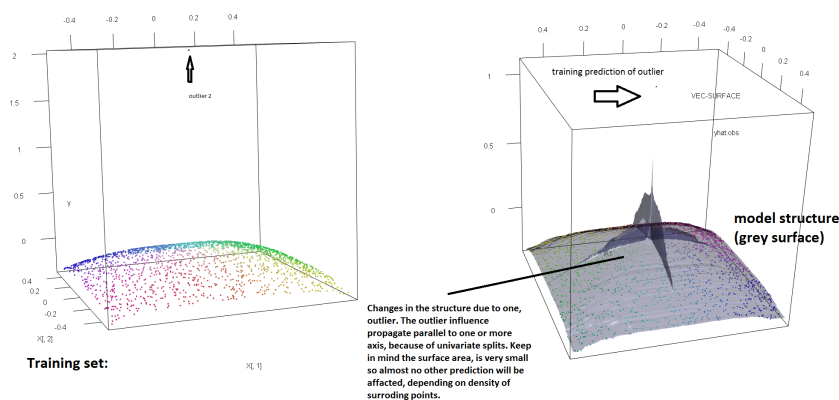 -0.4 -0.2 0 0.2 0.4
2
1.5
1
0.5
0
outlier 2
y
0.4
0.2
0
-0.2
-0.4
X[, 2]
X[, 1]
Training set:
0.4 0.2 0 -0.2 -0.4
-0.2
0
0.2
0.4
1
0.5
0
training prediction of outlier
VEC-SURFACE
yhat.obs
model structure
(grey surface)
Changes in the structure due to one,
outlier. The outlier influence
propagate parallel to one or more
axis, because of univariate splits. Keep
in mind the surface area, is very small
so almost no other prediction will be
affacted, depending on density of
surroding points.